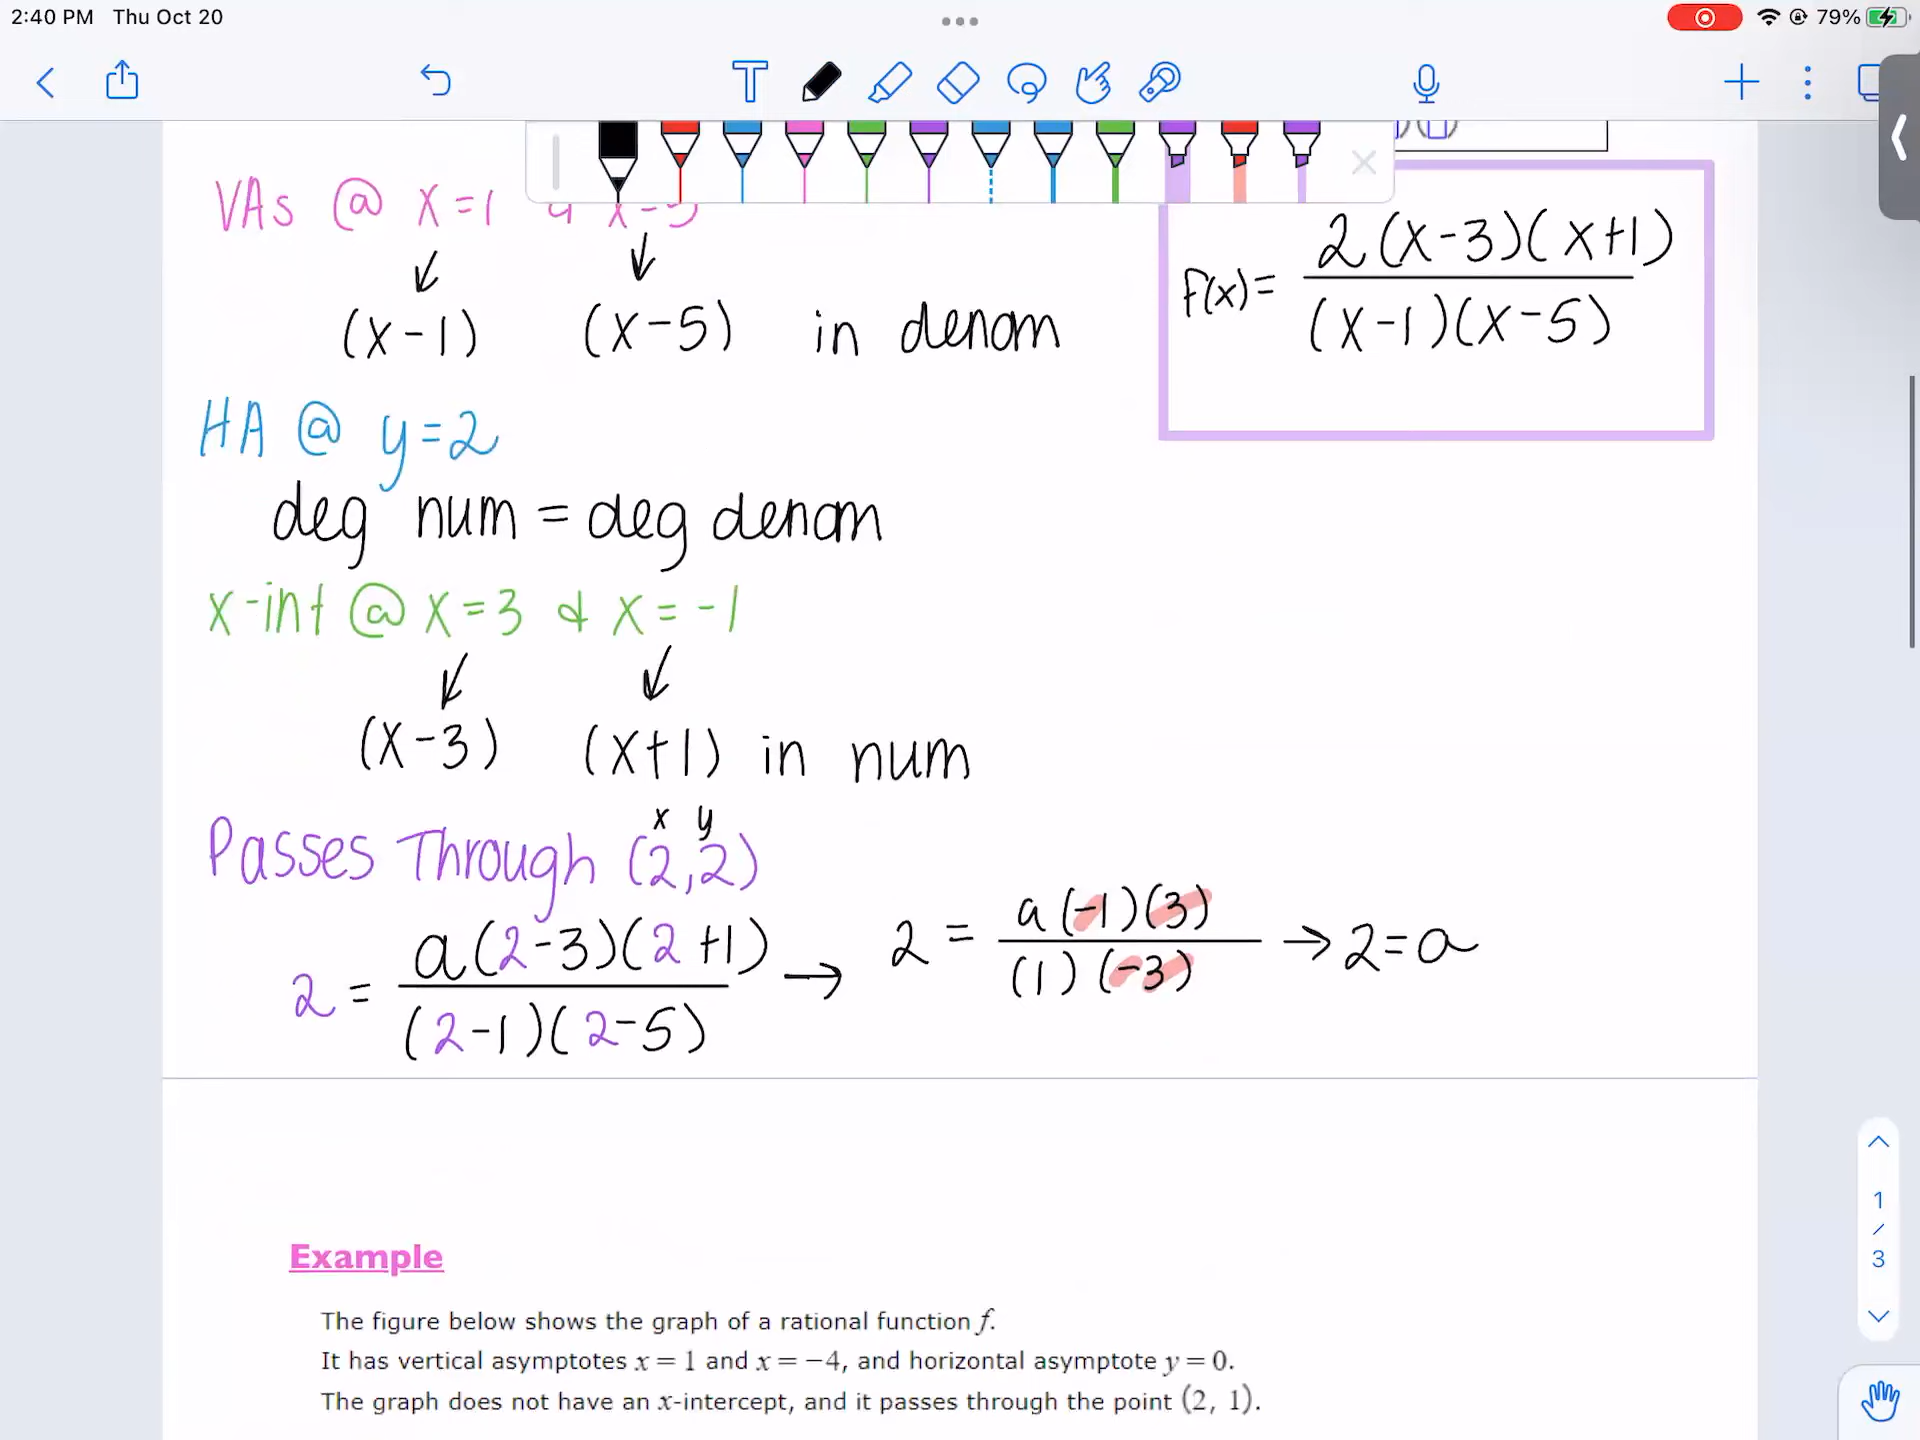 2:40 PM Thu Oct 20
79%
VAs @ x=1 & x=5
(x-1) (x-5) in denom
F(x)= 2(x-3)(x+1)
(x-1)(x-5)
HA @ y=2
deg num = deg denom
x-int @ x=3 & x=-1
(x-3) (x+1) in num
x y
Passes Through (2,2)
2 = a(2-3)(2+1) → 2 = a(-1)(3) → 2=a
(2-1)(2-5) (1)(-3)
1
/
3
Example
The figure below shows the graph of a rational function f.
It has vertical asymptotes x = 1 and x = −4, and horizontal asymptote y = 0.
The graph does not have an x-intercept, and it passes through the point (2, 1).